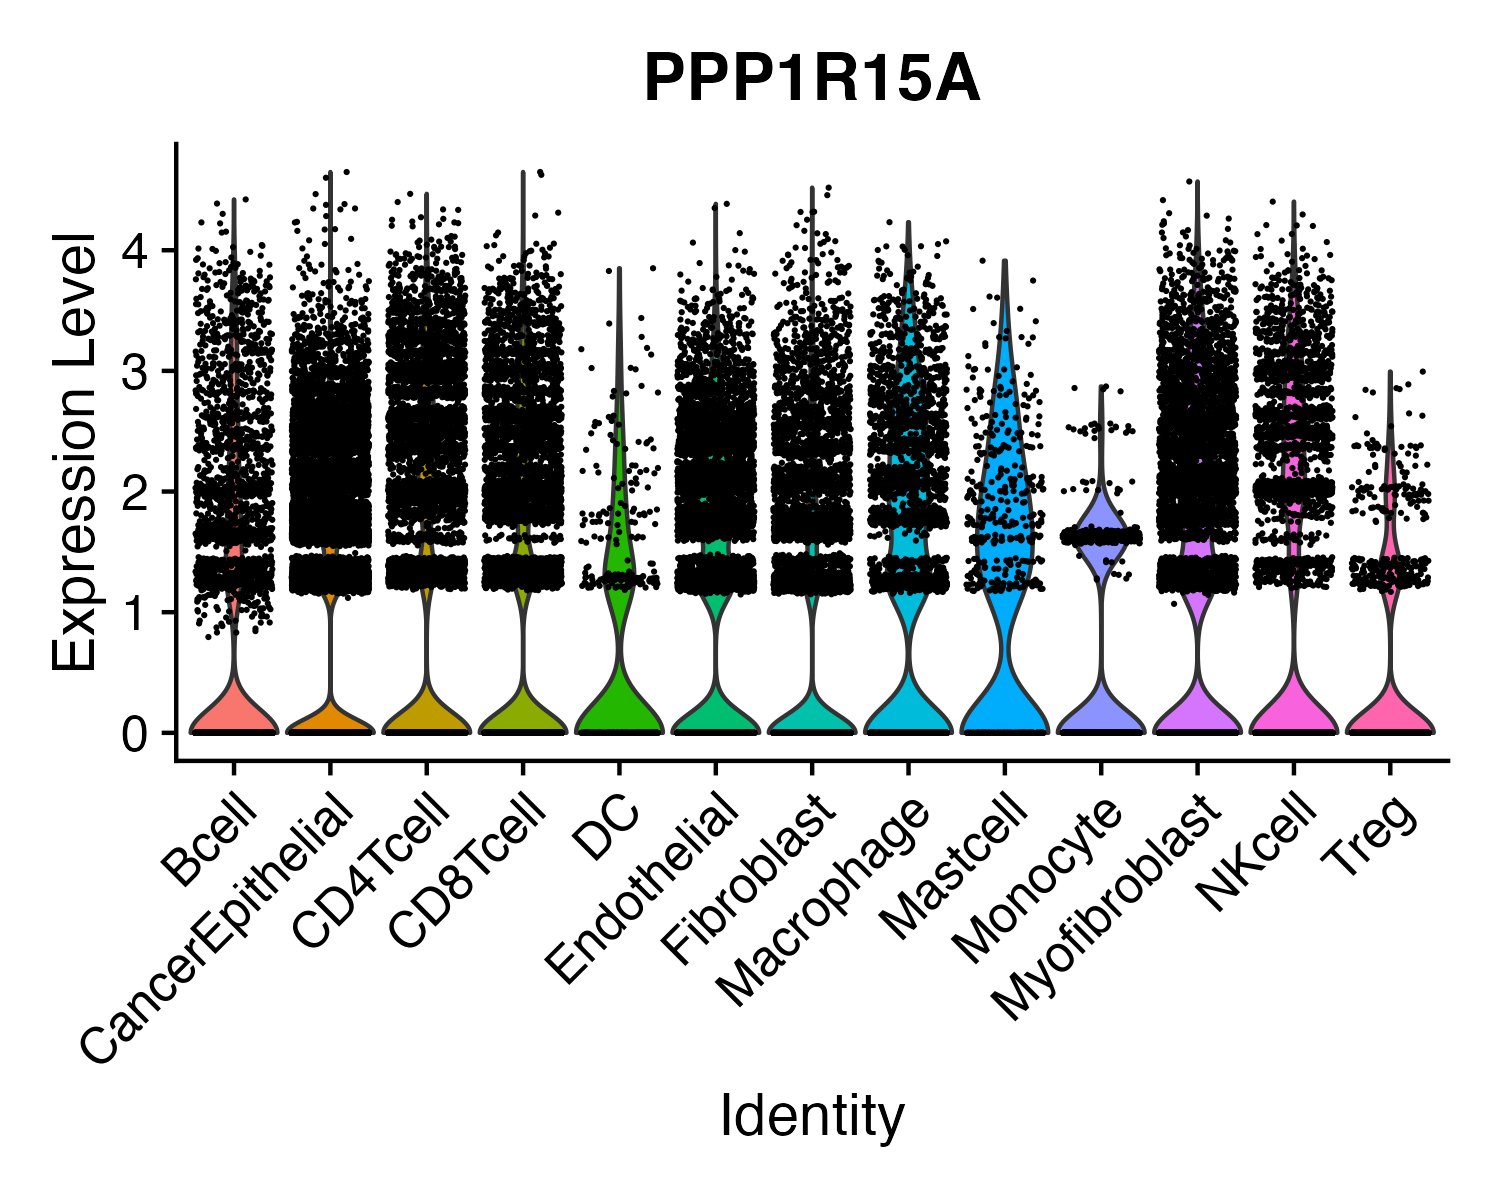 PPP1R15A
Expression Level
4
3
2
1
0
Bcell
CancerEpithelial
CD4Tcell
CD8Tcell
DC
Endothelial
Fibroblast
Macrophage
Mastcell
Monocyte
Myofibroblast
NKcell
Treg
Identity